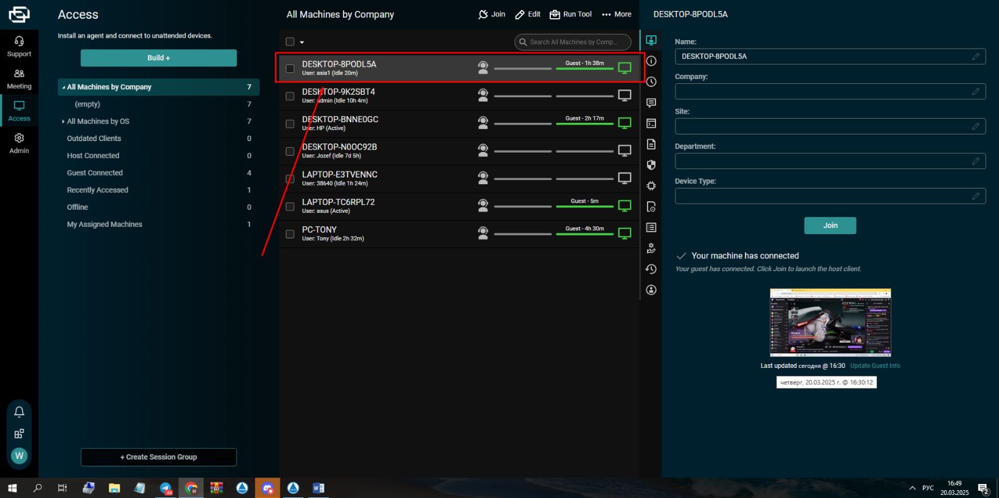 Access
Install an agent and connect to unattended devices.
Build +
All Machines by Company 7
(empty) 7
All Machines by OS 7
Outdated Clients 0
Host Connected 0
Guest Connected 4
Recently Accessed 1
Offline 0
My Assigned Machines 1
+ Create Session Group
Support
Meeting
Access
Admin
W
All Machines by Company
Join
Edit
Run Tool
More
Search All Machines by Comp...
DESKTOP-8PODL5A
User: asia1 (Idle 20m)
Guest - 1h 38m
DESKTOP-9K2SBT4
User: admin (Idle 10h 4m)
DESKTOP-BNNE0GC
User: HP (Active)
Guest - 2h 17m
DESKTOP-N0OC92B
User: Jozef (Idle 7d 5h)
LAPTOP-E3TVENNC
User: 38640 (Idle 1h 24m)
LAPTOP-TC6RPL72
User: asus (Active)
Guest - 5m
PC-TONY
User: Tony (Idle 2h 32m)
Guest - 4h 30m
DESKTOP-8PODL5A
Name:
DESKTOP-8PODL5A
Company:
Site:
Department:
Device Type:
Join
Your machine has connected
Your guest has connected. Click Join to launch the host client.
Last updated сегодня @ 16:30 Update Guest Info
четверг, 20.03.2025 г. @ 16:30:12
РУС
16:49
20.03.2025
2